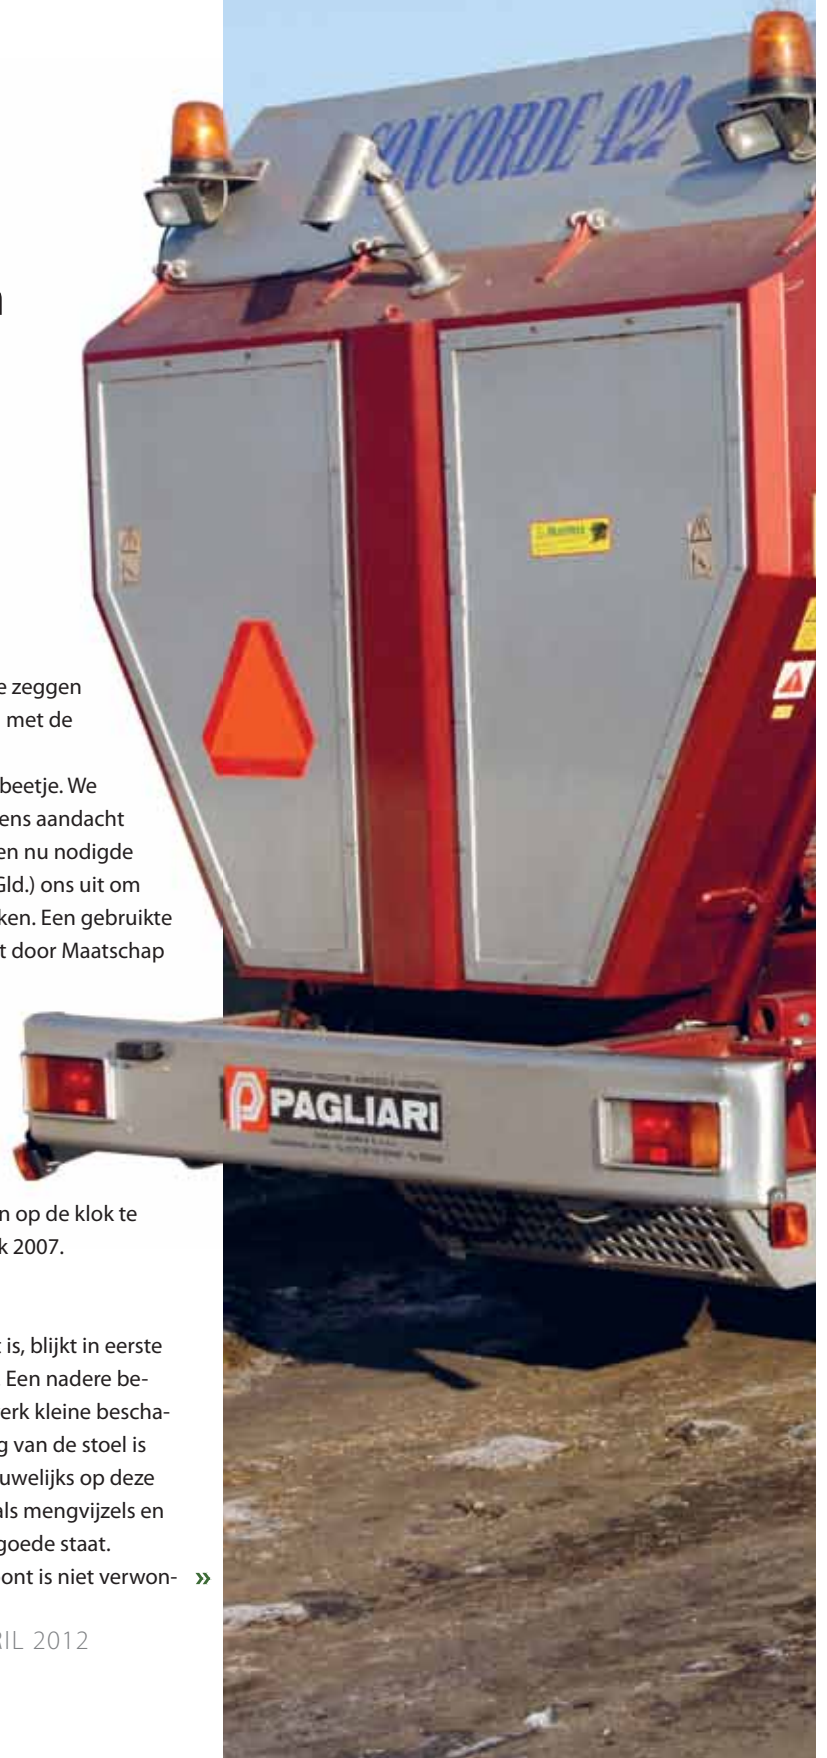 CONCORDE 422
n
e zeggen
met de
beetje. We
ens aandacht
en nu nodigde
Gld.) ons uit om
ken. Een gebruikte
t door Maatschap
PAGLIARI
n op de klok te
k 2007.
t is, blijkt in eerste
. Een nadere be-
erk kleine bescha-
g van de stoel is
uwelijks op deze
als mengvijzels en
goede staat.
ont is niet verwon- »
RIL 2012